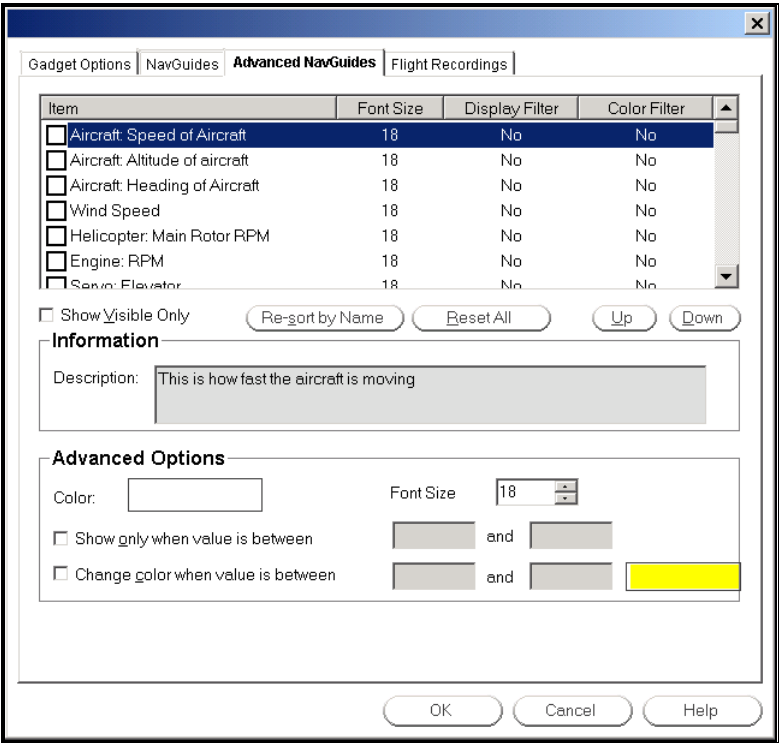 Gadget Options NavGuides Advanced NavGuides Flight Recordings
Item Font Size Display Filter Color Filter
Aircraft: Speed of Aircraft 18 No No
Aircraft: Altitude of aircraft 18 No No
Aircraft: Heading of Aircraft 18 No No
Wind Speed 18 No No
Helicopter: Main Rotor RPM 18 No No
Engine: RPM 18 No No
Servo: Elevator 18 No No
Show Visible Only Re-sort by Name Reset All Up Down
Information
Description: This is how fast the aircraft is moving
Advanced Options
Color: Font Size 18
Show only when value is between and
Change color when value is between and
OK Cancel Help